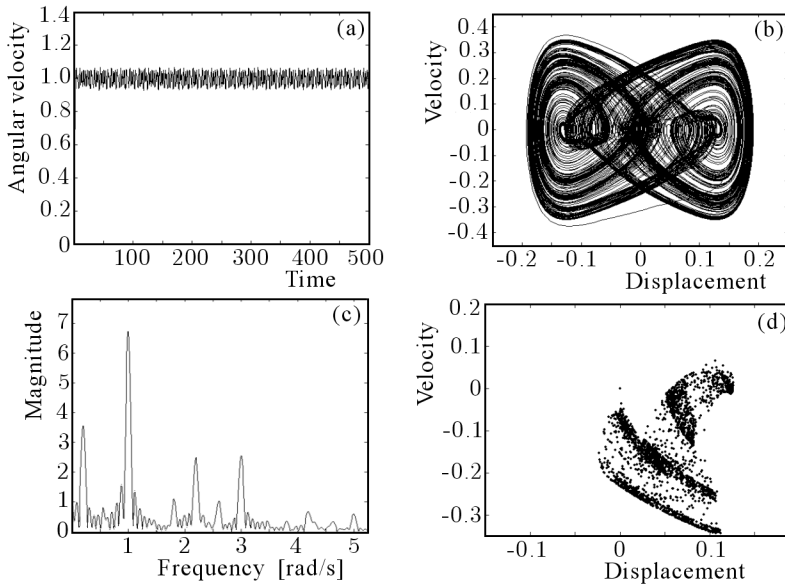 (a)
Angular velocity
1.4
1.2
1.0
0.8
0.6
0.4
0.2
0
100 200 300 400 500
Time
(b)
Velocity
0.4
0.3
0.2
0.1
0
-0.1
-0.2
-0.3
-0.4
-0.2 -0.1 0 0.1 0.2
Displacement
(c)
Magnitude
7
6
5
4
3
2
1
0
1 2 3 4 5
Frequency [rad/s]
(d)
Velocity
0.2
0.1
0
-0.1
-0.2
-0.3
-0.1 0 0.1
Displacement